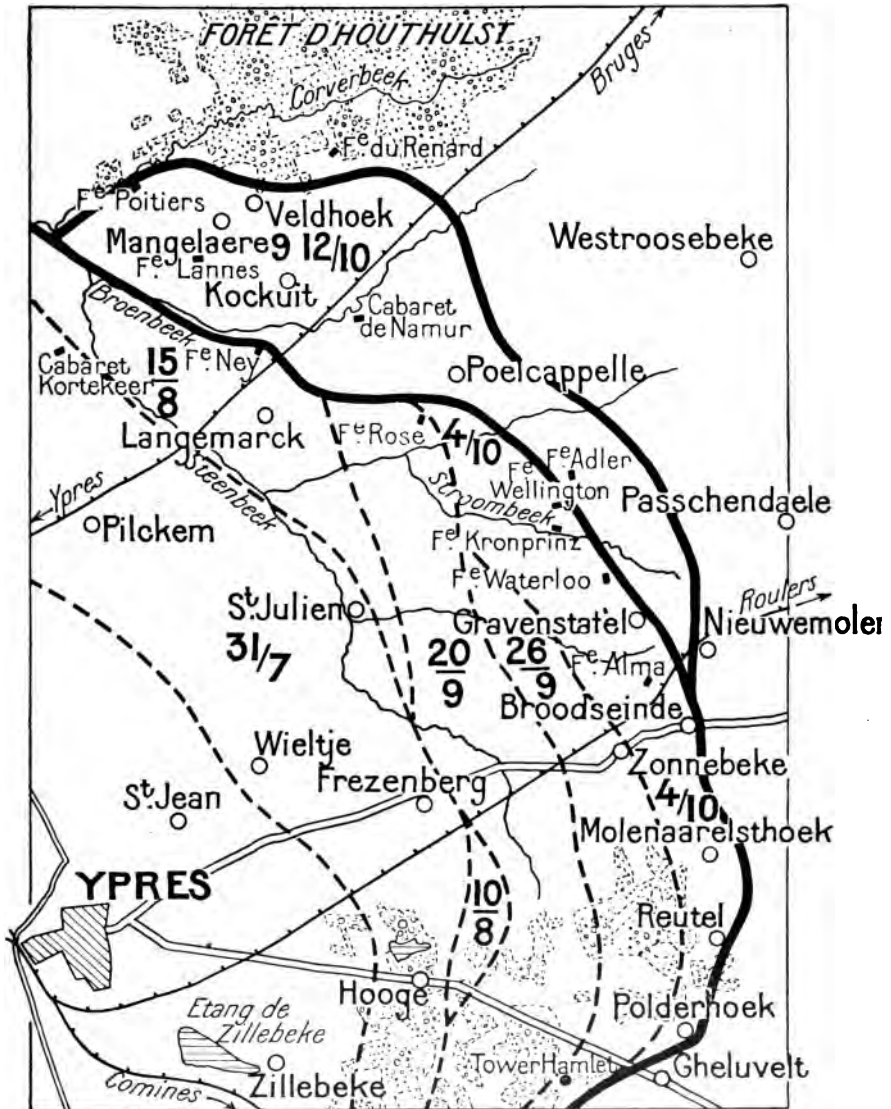 FORÊT D'HOUTHULST
Bruges
Corverbeek
Fe du Renard
Fe Poitiers
Veldhoek
Mangelaere 9 12/10
Westroosebeke
Fe Lannes
Kockuit
Broenbeek
Cabaret
de Namur
Cabaret
Kortekeer
15
8
Fe Ney
Poelcappelle
Langemarck
Fe Rose
4/10
Fe Adler
Fe
Wellington
Ypres
Steenbeek
Stroombeek
Passchendaele
Pilckem
Fe Kronprinz
Fe Waterloo
Roulers
St. Julien
Gravenstafel
Nieuwemolen
31/7
20
9
26
9
Fe Alma
Broodseinde
Wieltje
Zonnebeke
Frezenberg
4/10
St. Jean
Molenaarelsthoek
YPRES
10
8
Reutel
Hooge
Etang de
Zillebeke
Polderhoek
Tower Hamlet
Gheluvelt
Zillebeke
Comines